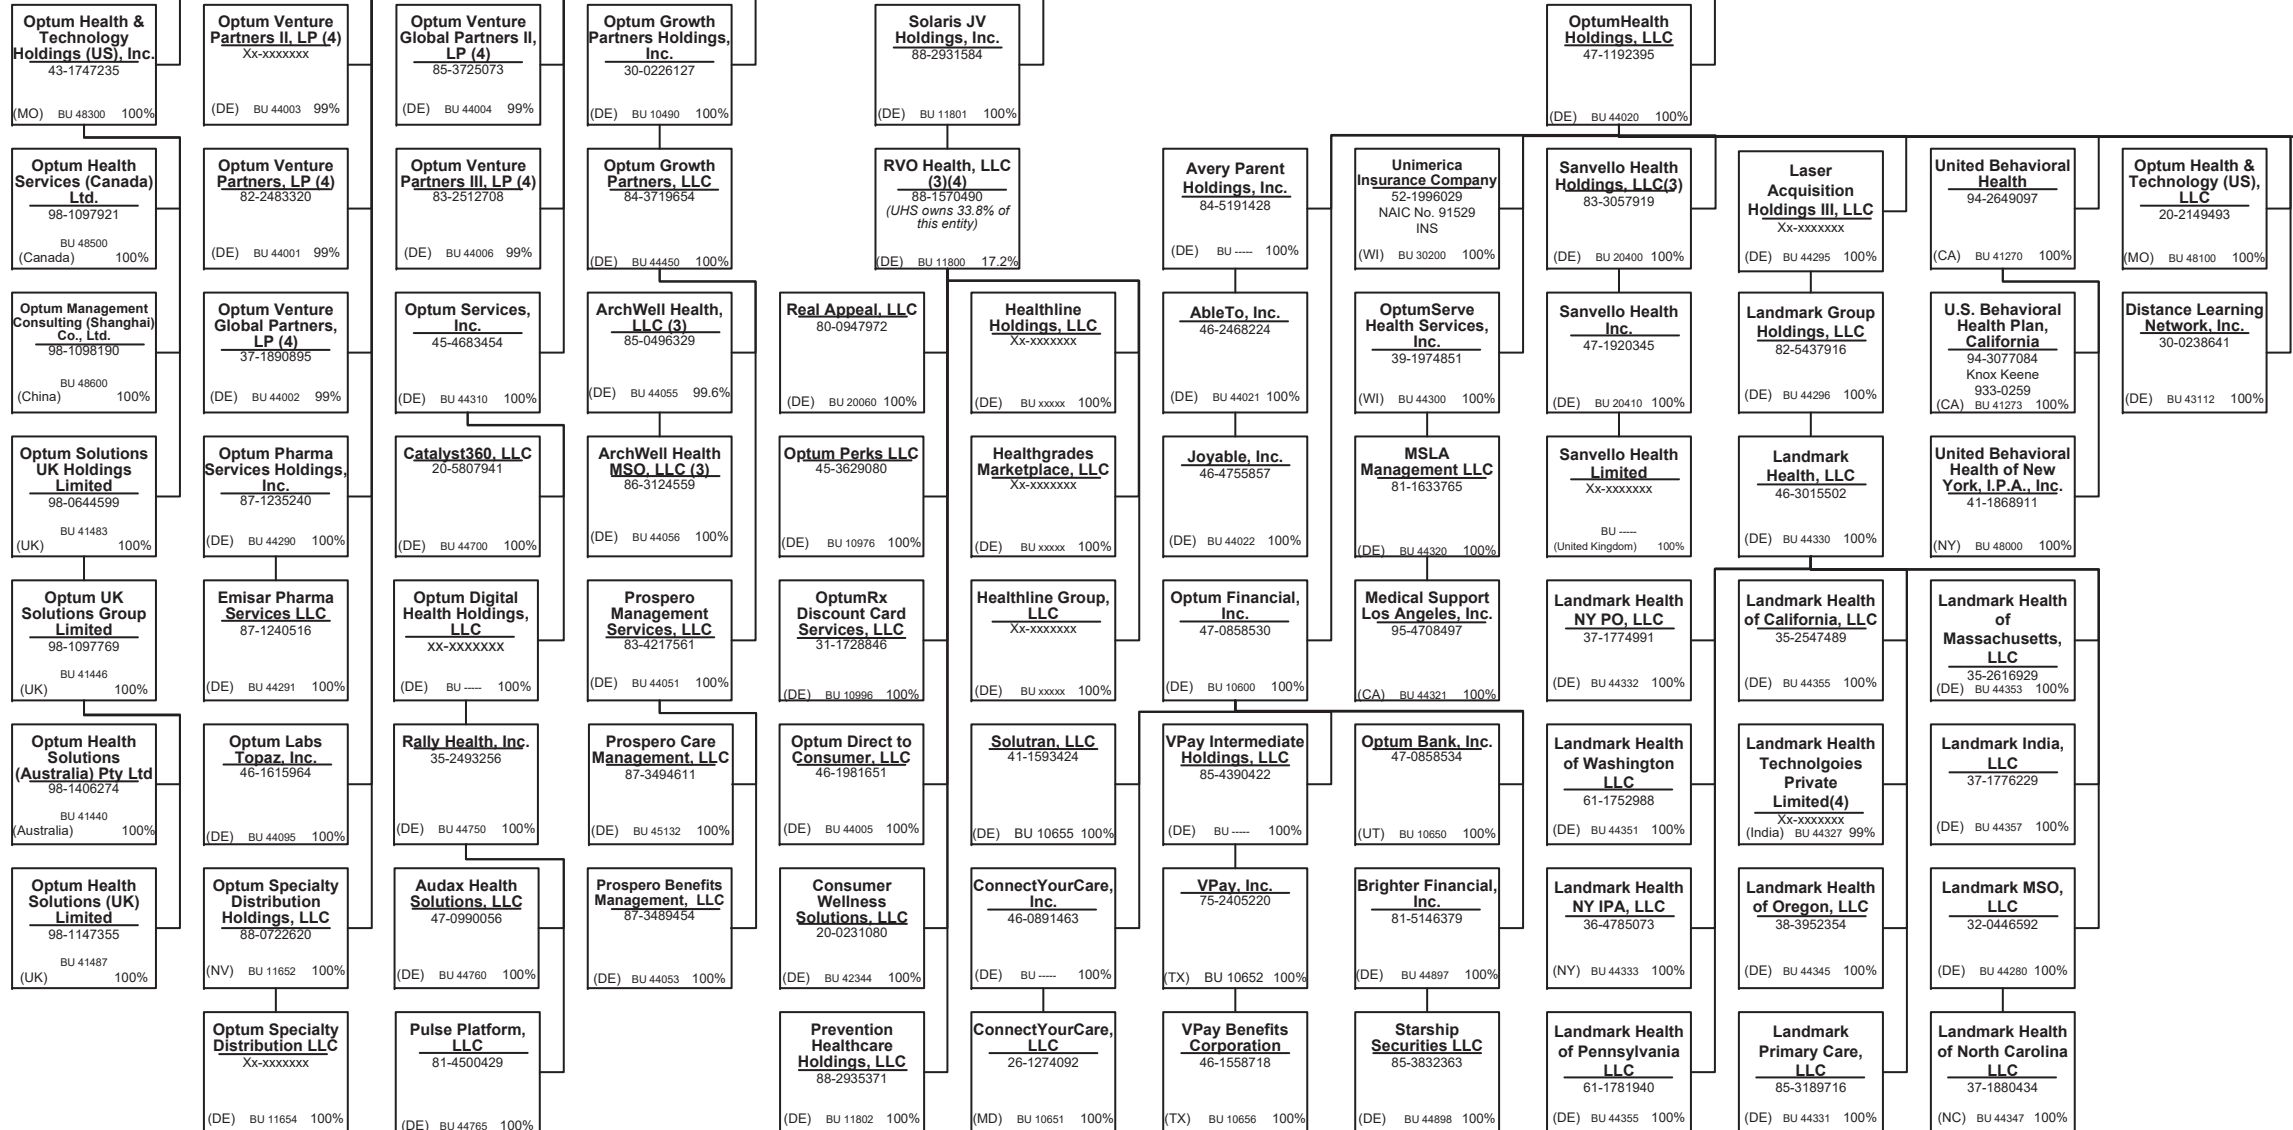 Optum Health &
Technology
Holdings (US), Inc.
43-1747235
(MO) BU 48300 100%
Optum Venture
Partners II, LP (4)
Xx-xxxxxxx
(DE) BU 44003 99%
Optum Venture
Global Partners II,
LP (4)
85-3725073
(DE) BU 44004 99%
Optum Growth
Partners Holdings,
Inc.
30-0226127
(DE) BU 10490 100%
Solaris JV
Holdings, Inc.
88-2931584
(DE) BU 11801 100%
OptumHealth
Holdings, LLC
47-1192395
(DE) BU 44020 100%
Optum Health
Services (Canada)
Ltd.
98-1097921
BU 48500
(Canada) 100%
Optum Venture
Partners, LP (4)
82-2483320
(DE) BU 44001 99%
Optum Venture
Partners III, LP (4)
83-2512708
(DE) BU 44006 99%
Optum Growth
Partners, LLC
84-3719654
(DE) BU 44450 100%
RVO Health, LLC
(3)(4)
88-1570490
(UHS owns 33.8% of
this entity)
(DE) BU 11800 17.2%
Avery Parent
Holdings, Inc.
84-5191428
(DE) BU ----- 100%
Unimerica
Insurance Company
52-1996029
NAIC No. 91529
INS
(WI) BU 30200 100%
Sanvello Health
Holdings, LLC(3)
83-3057919
(DE) BU 20400 100%
Laser
Acquisition
Holdings III, LLC
Xx-xxxxxxx
(DE) BU 44295 100%
United Behavioral
Health
94-2649097
(CA) BU 41270 100%
Optum Health &
Technology (US),
LLC
20-2149493
(MO) BU 48100 100%
Optum Management
Consulting (Shanghai)
Co., Ltd.
98-1098190
BU 48600
(China) 100%
Optum Venture
Global Partners,
LP (4)
37-1890895
(DE) BU 44002 99%
Optum Services,
Inc.
45-4683454
(DE) BU 44310 100%
ArchWell Health,
LLC (3)
85-0496329
(DE) BU 44055 99.6%
Real Appeal, LLC
80-0947972
(DE) BU 20060 100%
Healthline
Holdings, LLC
Xx-xxxxxxx
(DE) BU xxxxx 100%
AbleTo, Inc.
46-2468224
(DE) BU 44021 100%
OptumServe
Health Services,
Inc.
39-1974851
(WI) BU 44300 100%
Sanvello Health
Inc.
47-1920345
(DE) BU 20410 100%
Landmark Group
Holdings, LLC
82-5437916
(DE) BU 44296 100%
U.S. Behavioral
Health Plan,
California
94-3077084
Knox Keene
933-0259
(CA) BU 41273 100%
Distance Learning
Network, Inc.
30-0238641
(DE) BU 43112 100%
Optum Solutions
UK Holdings
Limited
98-0644599
BU 41483
(UK) 100%
Optum Pharma
Services Holdings,
Inc.
87-1235240
(DE) BU 44290 100%
Catalyst360, LLC
20-5807941
(DE) BU 44700 100%
ArchWell Health
MSO, LLC (3)
86-3124559
(DE) BU 44056 100%
Optum Perks LLC
45-3629080
(DE) BU 10976 100%
Healthgrades
Marketplace, LLC
Xx-xxxxxxx
(DE) BU xxxxx 100%
Joyable, Inc.
46-4755857
(DE) BU 44022 100%
MSLA
Management LLC
81-1633765
(DE) BU 44320 100%
Sanvello Health
Limited
Xx-xxxxxxx
BU -----
(United Kingdom) 100%
Landmark
Health, LLC
46-3015502
(DE) BU 44330 100%
United Behavioral
Health of New
York, I.P.A., Inc.
41-1868911
(NY) BU 48000 100%
Optum UK
Solutions Group
Limited
98-1097769
BU 41446
(UK) 100%
Emisar Pharma
Services LLC
87-1240516
(DE) BU 44291 100%
Optum Digital
Health Holdings,
LLC
xx-xxxxxxx
(DE) BU ----- 100%
Prospero
Management
Services, LLC
83-4217561
(DE) BU 44051 100%
OptumRx
Discount Card
Services, LLC
31-1728846
(DE) BU 10996 100%
Healthline Group,
LLC
Xx-xxxxxxx
(DE) BU xxxxx 100%
Optum Financial,
Inc.
47-0858530
(DE) BU 10600 100%
Medical Support
Los Angeles, Inc.
95-4708497
(CA) BU 44321 100%
Landmark Health
NY PO, LLC
37-1774991
(DE) BU 44332 100%
Landmark Health
of California, LLC
35-2547489
(DE) BU 44355 100%
Landmark Health
of
Massachusetts,
LLC
35-2616929
(DE) BU 44353 100%
Optum Health
Solutions
(Australia) Pty Ltd
98-1406274
BU 41440
(Australia) 100%
Optum Labs
Topaz, Inc.
46-1615964
(DE) BU 44095 100%
Rally Health, Inc.
35-2493256
(DE) BU 44750 100%
Prospero Care
Management, LLC
87-3494611
(DE) BU 45132 100%
Optum Direct to
Consumer, LLC
46-1981651
(DE) BU 44005 100%
Solutran, LLC
41-1593424
(DE) BU 10655 100%
VPay Intermediate
Holdings, LLC
85-4390422
(DE) BU ----- 100%
Optum Bank, Inc.
47-0858534
(UT) BU 10650 100%
Landmark Health
of Washington
LLC
61-1752988
(DE) BU 44351 100%
Landmark Health
Technolgoies
Private
Limited(4)
Xx-xxxxxxx
(India) BU 44327 99%
Landmark India,
LLC
37-1776229
(DE) BU 44357 100%
Optum Health
Solutions (UK)
Limited
98-1147355
BU 41487
(UK) 100%
Optum Specialty
Distribution
Holdings, LLC
88-0722620
(NV) BU 11652 100%
Audax Health
Solutions, LLC
47-0990056
(DE) BU 44760 100%
Prospero Benefits
Management, LLC
87-3489454
(DE) BU 44053 100%
Consumer
Wellness
Solutions, LLC
20-0231080
(DE) BU 42344 100%
ConnectYourCare,
Inc.
46-0891463
(DE) BU ----- 100%
VPay, Inc.
75-2405220
(TX) BU 10652 100%
Brighter Financial,
Inc.
81-5146379
(DE) BU 44897 100%
Landmark Health
NY IPA, LLC
36-4785073
(NY) BU 44333 100%
Landmark Health
of Oregon, LLC
38-3952354
(DE) BU 44345 100%
Landmark MSO,
LLC
32-0446592
(DE) BU 44280 100%
Optum Specialty
Distribution LLC
Xx-xxxxxxx
(DE) BU 11654 100%
Pulse Platform,
LLC
81-4500429
(DE) BU 44765 100%
Prevention
Healthcare
Holdings, LLC
88-2935371
(DE) BU 11802 100%
ConnectYourCare,
LLC
26-1274092
(MD) BU 10651 100%
VPay Benefits
Corporation
46-1558718
(TX) BU 10656 100%
Starship
Securities LLC
85-3832363
(DE) BU 44898 100%
Landmark Health
of Pennsylvania
LLC
61-1781940
(DE) BU 44355 100%
Landmark
Primary Care,
LLC
85-3189716
(DE) BU 44331 100%
Landmark Health
of North Carolina
LLC
37-1880434
(NC) BU 44347 100%